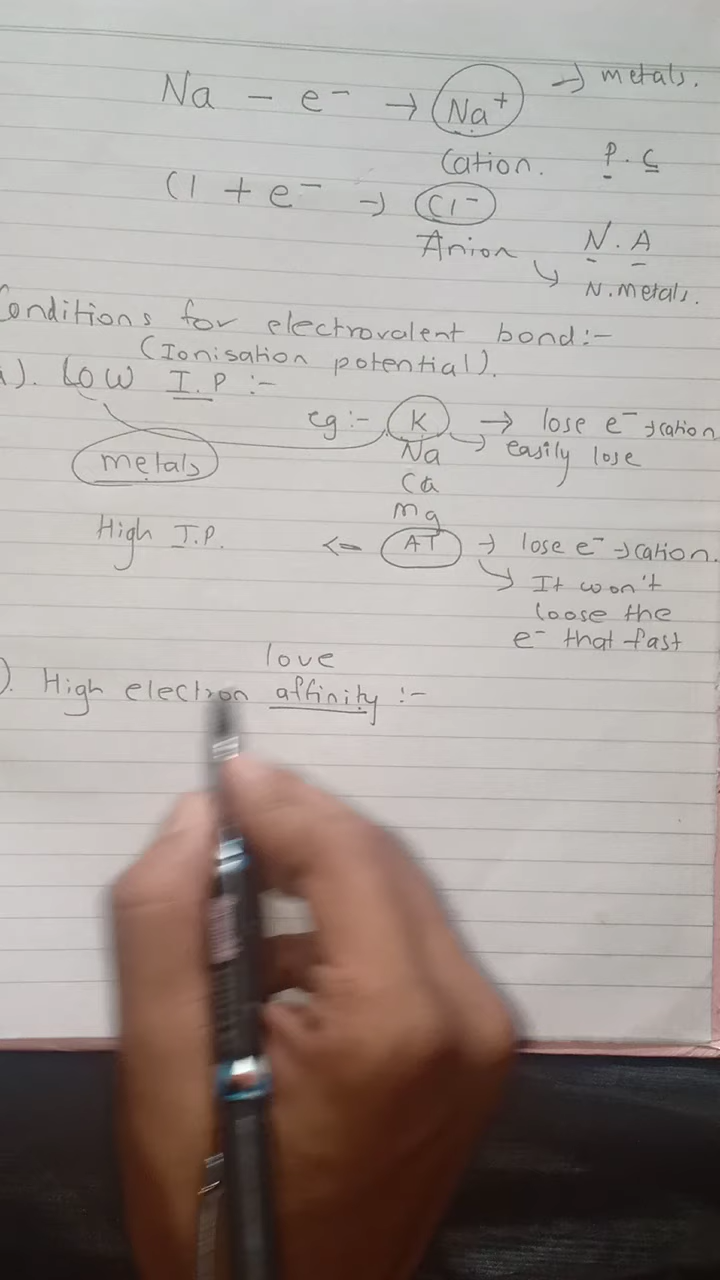 Na - e⁻ → Na⁺ → metals.
Cation. P.C
Cl + e⁻ → Cl⁻
Anion N.A
↳ N.metals.
Conditions for electrovalent bond:-
(Ionisation potential).
). Low I.P :-
eg:- K → lose e⁻ → cation
Na → easily lose
metals
Ca
Mg
High I.P. <= Al → lose e⁻ → cation.
↳ It won't
loose the
e⁻ that fast
love
). High electron affinity :-